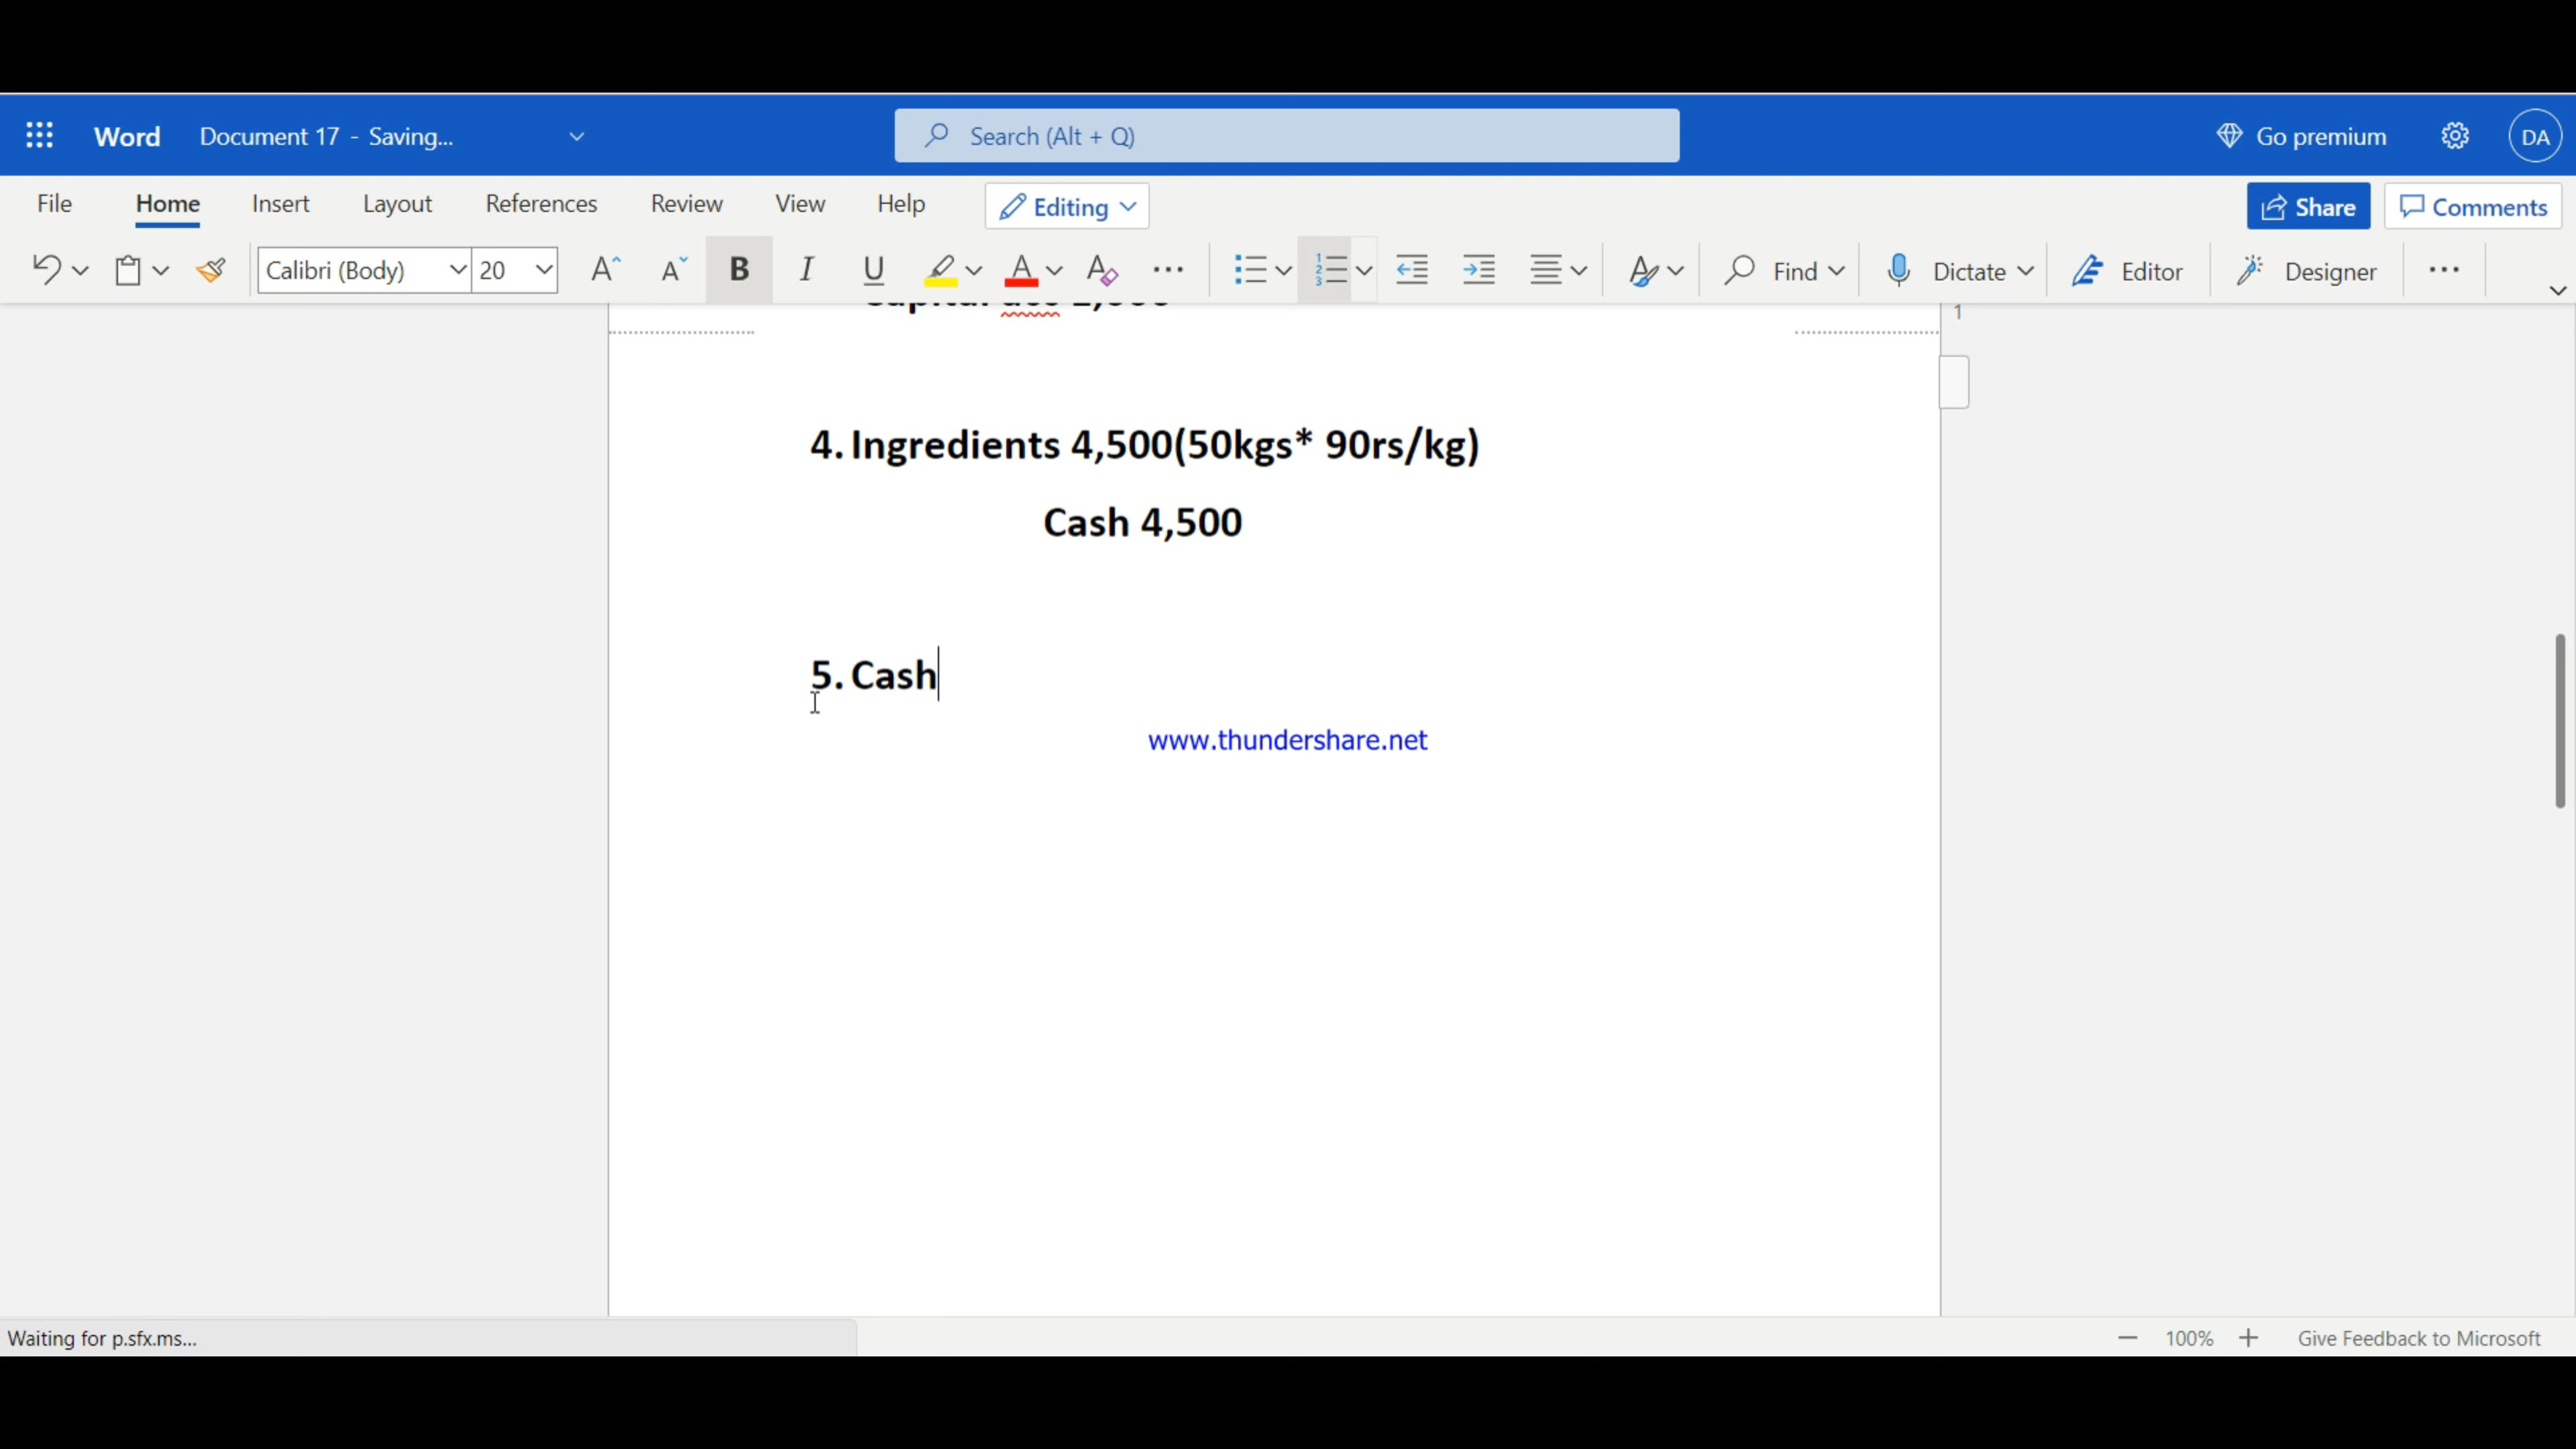 Word Document 17 - Saving... Search (Alt + Q) Go premium DA
File Home Insert Layout References Review View Help Editing Share Comments
Calibri (Body) 20 A A B I U A A ... Find Dictate Editor Designer ...
1
4. Ingredients 4,500(50kgs* 90rs/kg)
Cash 4,500
5. Cash
www.thundershare.net
Waiting for p.sfx.ms... 100% Give Feedback to Microsoft